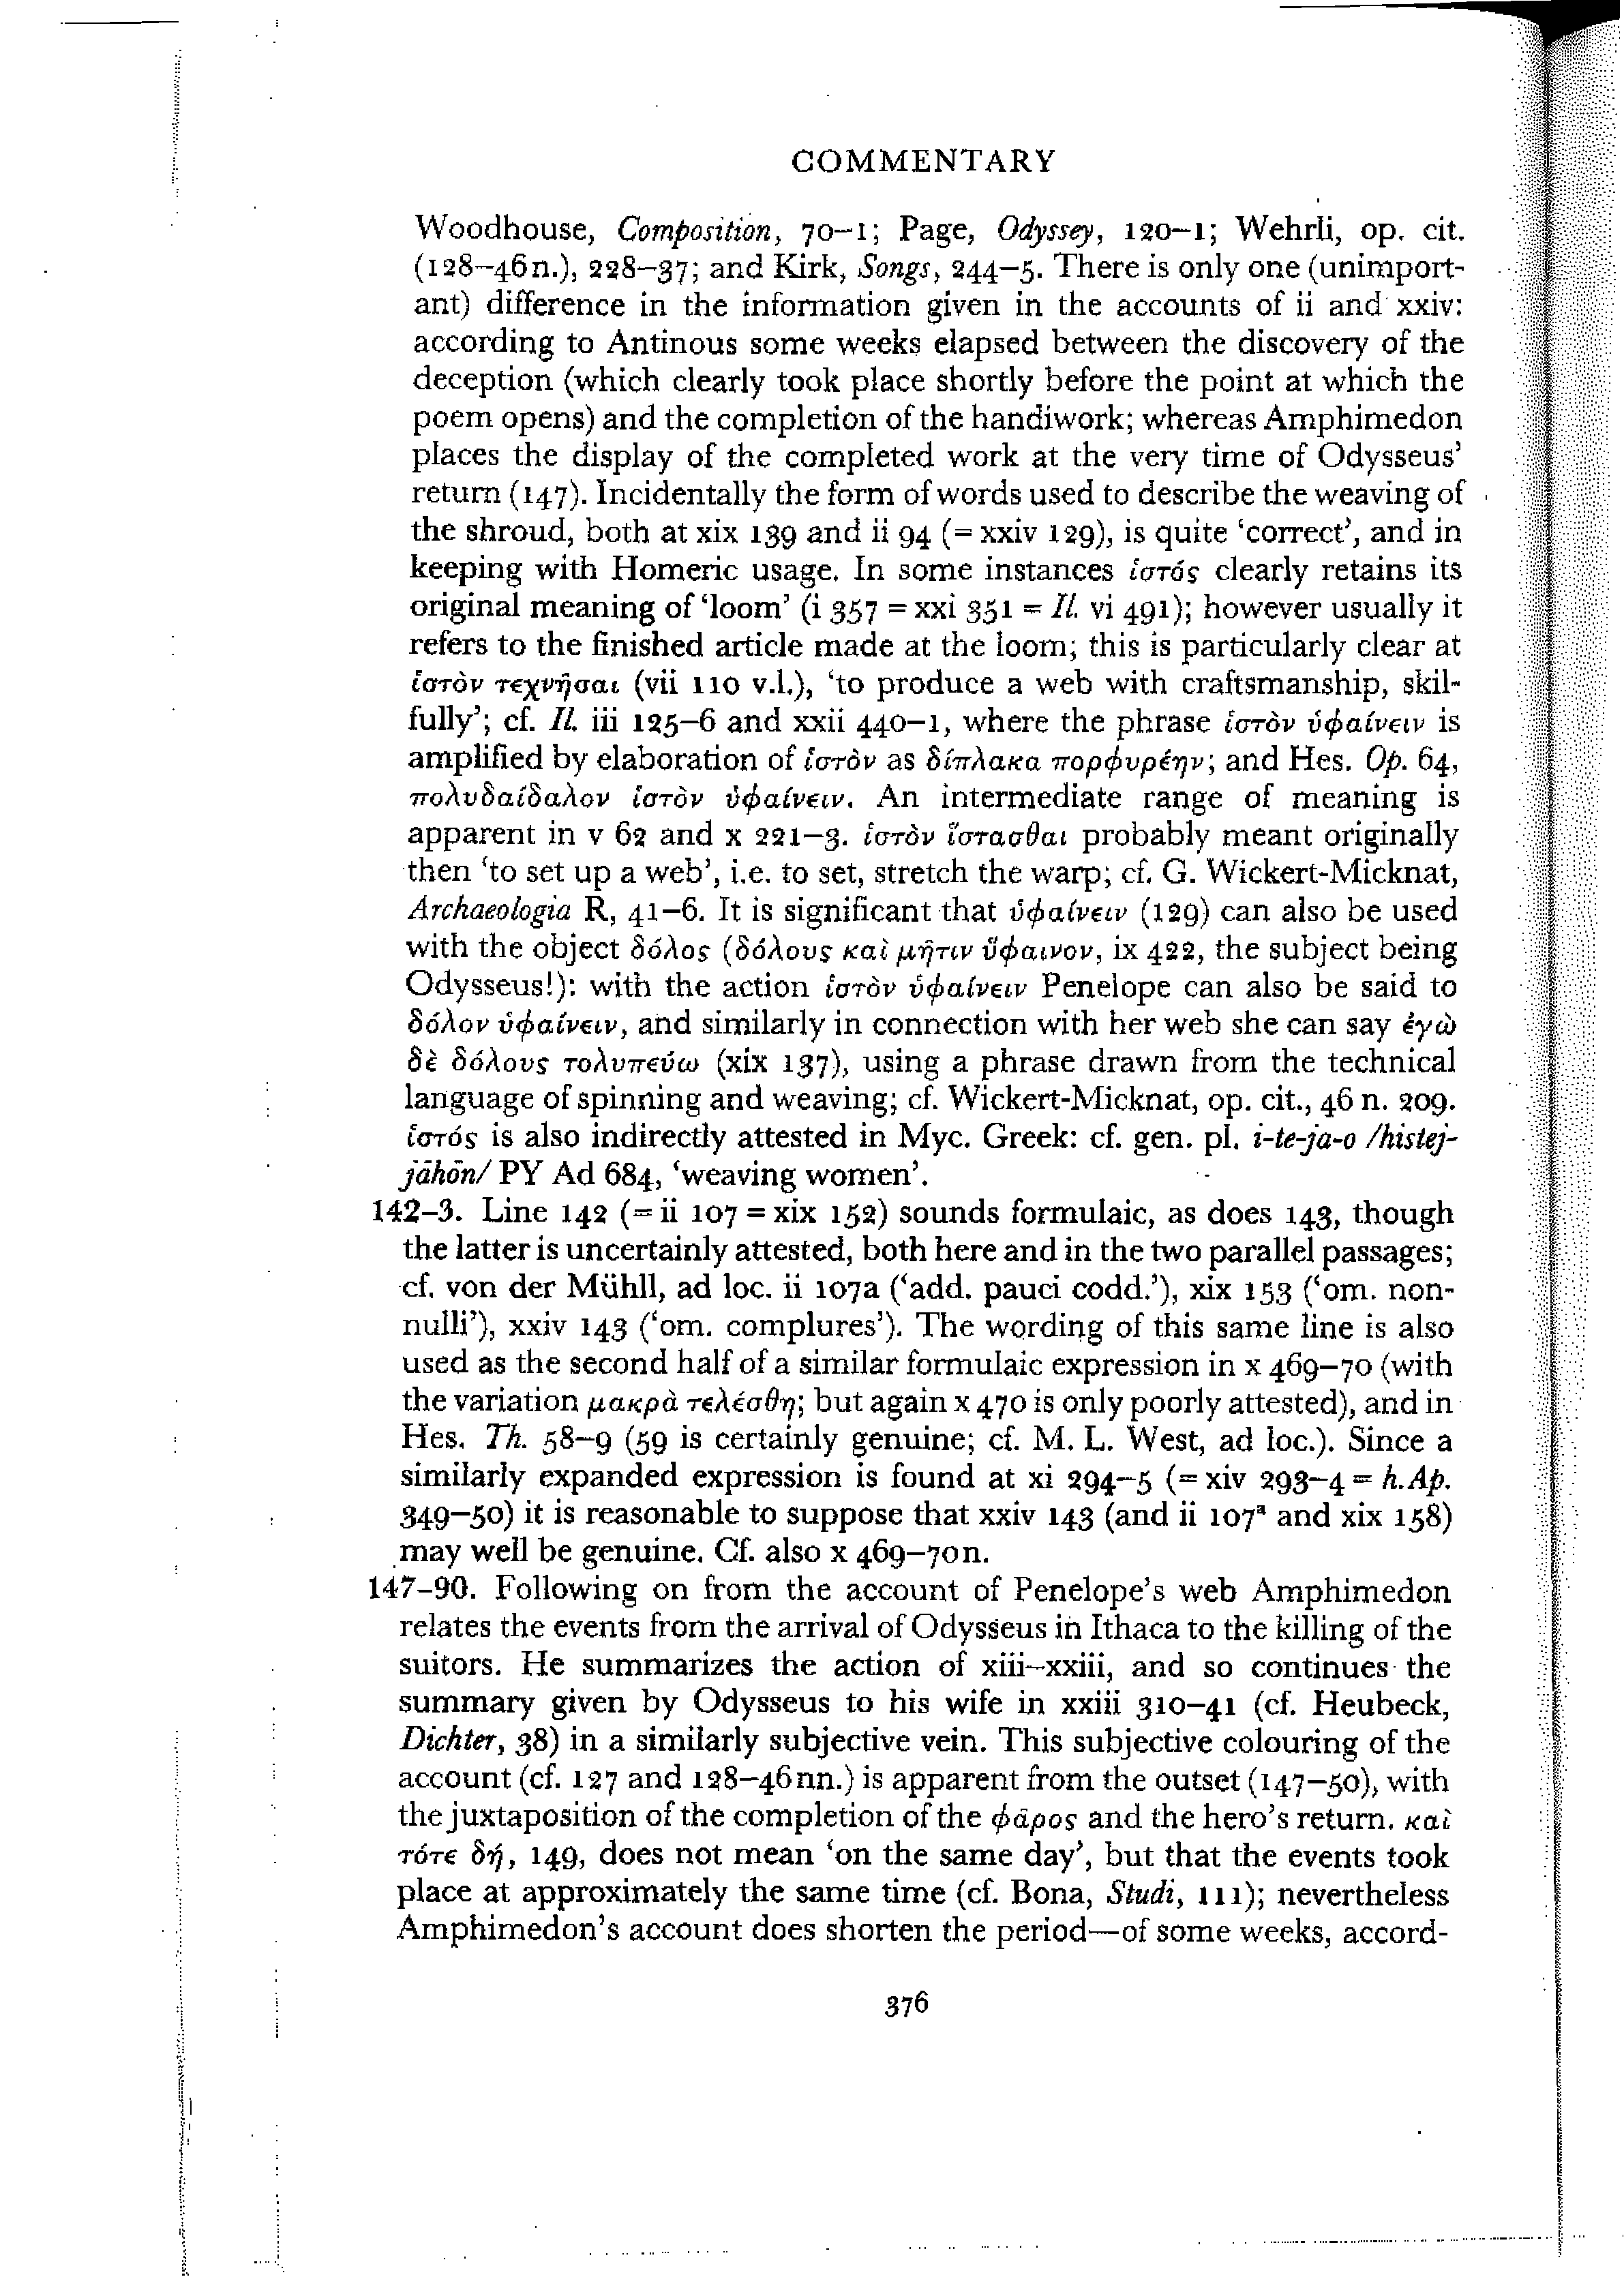 COMMENTARY
Woodhouse, Composition, 70–1; Page, Odyssey, 120–1; Wehrli, op. cit.
(128–46n.), 228–37; and Kirk, Songs, 244–5. There is only one (unimport-
ant) difference in the information given in the accounts of ii and xxiv:
according to Antinous some weeks elapsed between the discovery of the
deception (which clearly took place shortly before the point at which the
poem opens) and the completion of the handiwork; whereas Amphimedon
places the display of the completed work at the very time of Odysseus’
return (147). Incidentally the form of words used to describe the weaving of
the shroud, both at xix 139 and ii 94 (= xxiv 129), is quite ‘correct’, and in
keeping with Homeric usage. In some instances ἱστός clearly retains its
original meaning of ‘loom’ (i 357 = xxi 351 = Il. vi 491); however usually it
refers to the finished article made at the loom; this is particularly clear at
ἱστὸν τεχνῆσαι (vii 110 v.l.), ‘to produce a web with craftsmanship, skil-
fully’; cf. Il. iii 125–6 and xxii 440–1, where the phrase ἱστὸν ὑφαίνειν is
amplified by elaboration of ἱστὸν as δίπλακα πορφυρέην; and Hes. Op. 64,
πολυδαίδαλον ἱστὸν ὑφαίνειν. An intermediate range of meaning is
apparent in v 62 and x 221–3. ἱστὸν ἵστασθαι probably meant originally
then ‘to set up a web’, i.e. to set, stretch the warp; cf. G. Wickert-Micknat,
Archaeologia R, 41–6. It is significant that ὑφαίνειν (129) can also be used
with the object δόλος (δόλους καὶ μῆτιν ὕφαινον, ix 422, the subject being
Odysseus!): with the action ἱστὸν ὑφαίνειν Penelope can also be said to
δόλον ὑφαίνειν, and similarly in connection with her web she can say ἐγὼ
δὲ δόλους τολυπεύω (xix 137), using a phrase drawn from the technical
language of spinning and weaving; cf. Wickert-Micknat, op. cit., 46 n. 209.
ἱστός is also indirectly attested in Myc. Greek: cf. gen. pl. i-te-ja-o /histej-
jāhōn/ PY Ad 684, ‘weaving women’.
142–3. Line 142 (= ii 107 = xix 152) sounds formulaic, as does 143, though
the latter is uncertainly attested, both here and in the two parallel passages;
cf. von der Mühll, ad loc. ii 107a (‘add. pauci codd.’), xix 153 (‘om. non-
nulli’), xxiv 143 (‘om. complures’). The wording of this same line is also
used as the second half of a similar formulaic expression in x 469–70 (with
the variation μακρὰ τελέσθη; but again x 470 is only poorly attested), and in
Hes. Th. 58–9 (59 is certainly genuine; cf. M. L. West, ad loc.). Since a
similarly expanded expression is found at xi 294–5 (= xiv 293–4 = h.Ap.
349–50) it is reasonable to suppose that xxiv 143 (and ii 107ᵃ and xix 158)
may well be genuine. Cf. also x 469–70n.
147–90. Following on from the account of Penelope’s web Amphimedon
relates the events from the arrival of Odysseus in Ithaca to the killing of the
suitors. He summarizes the action of xiii–xxiii, and so continues the
summary given by Odysseus to his wife in xxiii 310–41 (cf. Heubeck,
Dichter, 38) in a similarly subjective vein. This subjective colouring of the
account (cf. 127 and 128–46nn.) is apparent from the outset (147–50), with
the juxtaposition of the completion of the φᾶρος and the hero’s return. καὶ
τότε δή, 149, does not mean ‘on the same day’, but that the events took
place at approximately the same time (cf. Bona, Studi, 111); nevertheless
Amphimedon’s account does shorten the period—of some weeks, accord-
376